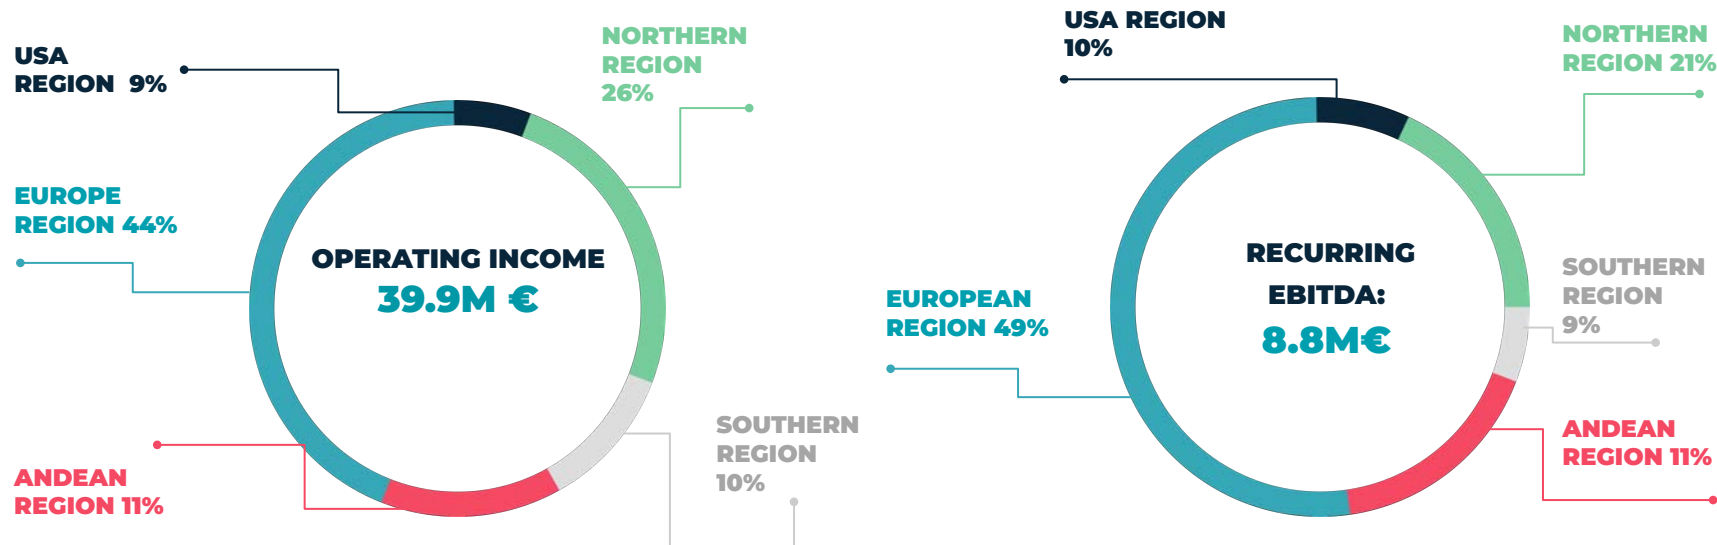 USA
REGION 9%
NORTHERN
REGION
26%
EUROPE
REGION 44%
OPERATING INCOME
39.9M €
ANDEAN
REGION 11%
SOUTHERN
REGION
10%
USA REGION
10%
NORTHERN
REGION 21%
RECURRING
EBITDA:
8.8M€
EUROPEAN
REGION 49%
SOUTHERN
REGION
9%
ANDEAN
REGION 11%